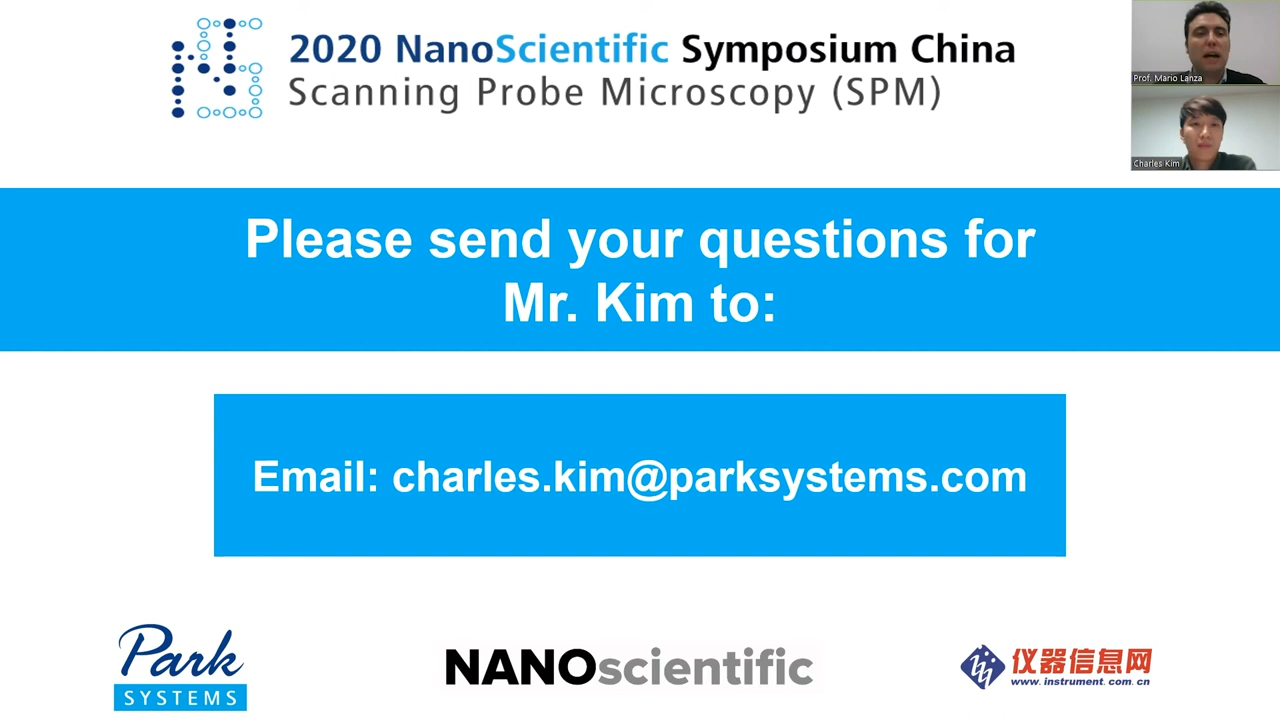 2020 NanoScientific Symposium China
Scanning Probe Microscopy (SPM)
Prof. Mario Lanza
Charles Kim
Please send your questions for
Mr. Kim to:
Email: charles.kim@parksystems.com
Park
SYSTEMS
NANOscientific
仪器信息网
www.instrument.com.cn